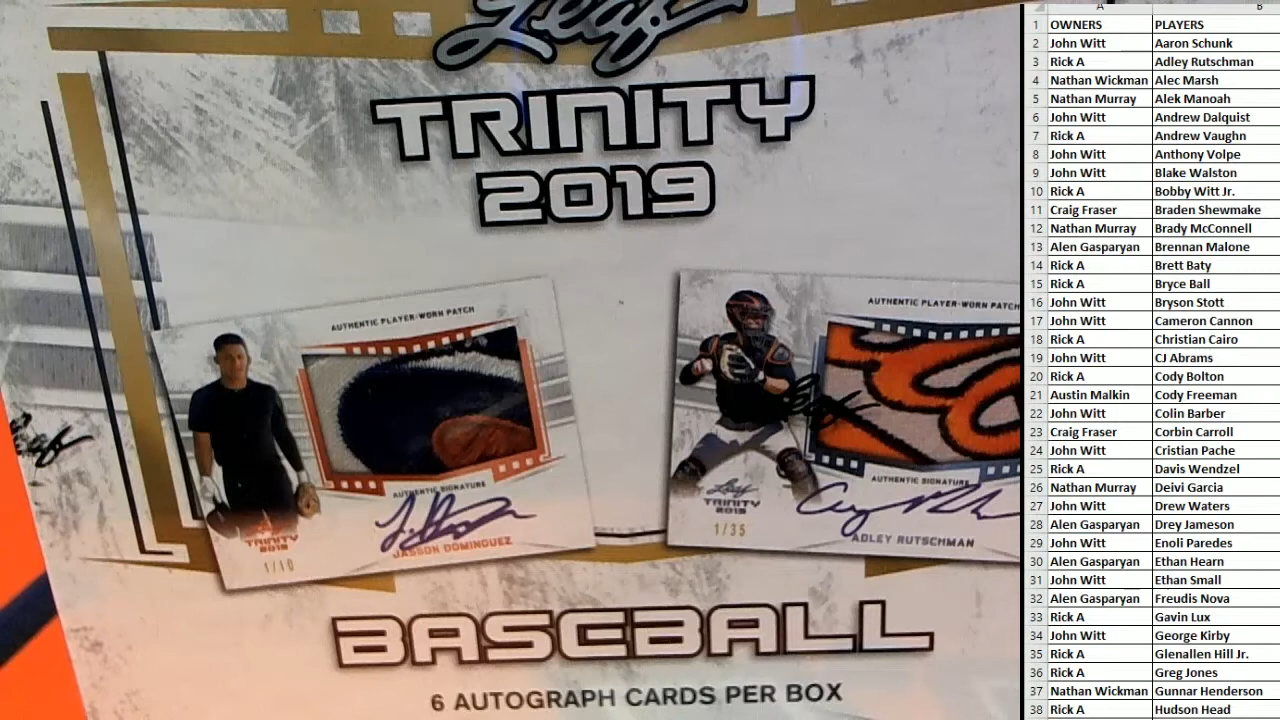 Leaf
TRINITY
2019
AUTHENTIC PLAYER-WORN PATCH
AUTHENTIC SIGNATURE
JASSON DOMINGUEZ
TRINITY
2019
1/10
AUTHENTIC PLAYER-WORN PATCH
AUTHENTIC SIGNATURE
ADLEY RUTSCHMAN
Leaf
TRINITY
2019
1/35
BASEBALL
6 AUTOGRAPH CARDS PER BOX
A B
1 OWNERS PLAYERS
2 John Witt Aaron Schunk
3 Rick A Adley Rutschman
4 Nathan Wickman Alec Marsh
5 Nathan Murray Alek Manoah
6 John Witt Andrew Dalquist
7 Rick A Andrew Vaughn
8 John Witt Anthony Volpe
9 John Witt Blake Walston
10 Rick A Bobby Witt Jr.
11 Craig Fraser Braden Shewmake
12 Nathan Murray Brady McConnell
13 Alen Gasparyan Brennan Malone
14 Rick A Brett Baty
15 Rick A Bryce Ball
16 John Witt Bryson Stott
17 John Witt Cameron Cannon
18 Rick A Christian Cairo
19 John Witt CJ Abrams
20 Rick A Cody Bolton
21 Austin Malkin Cody Freeman
22 John Witt Colin Barber
23 Craig Fraser Corbin Carroll
24 John Witt Cristian Pache
25 Rick A Davis Wendzel
26 Nathan Murray Deivi Garcia
27 John Witt Drew Waters
28 Alen Gasparyan Drey Jameson
29 John Witt Enoli Paredes
30 Alen Gasparyan Ethan Hearn
31 John Witt Ethan Small
32 Alen Gasparyan Freudis Nova
33 Rick A Gavin Lux
34 John Witt George Kirby
35 Rick A Glenallen Hill Jr.
36 Rick A Greg Jones
37 Nathan Wickman Gunnar Henderson
38 Rick A Hudson Head